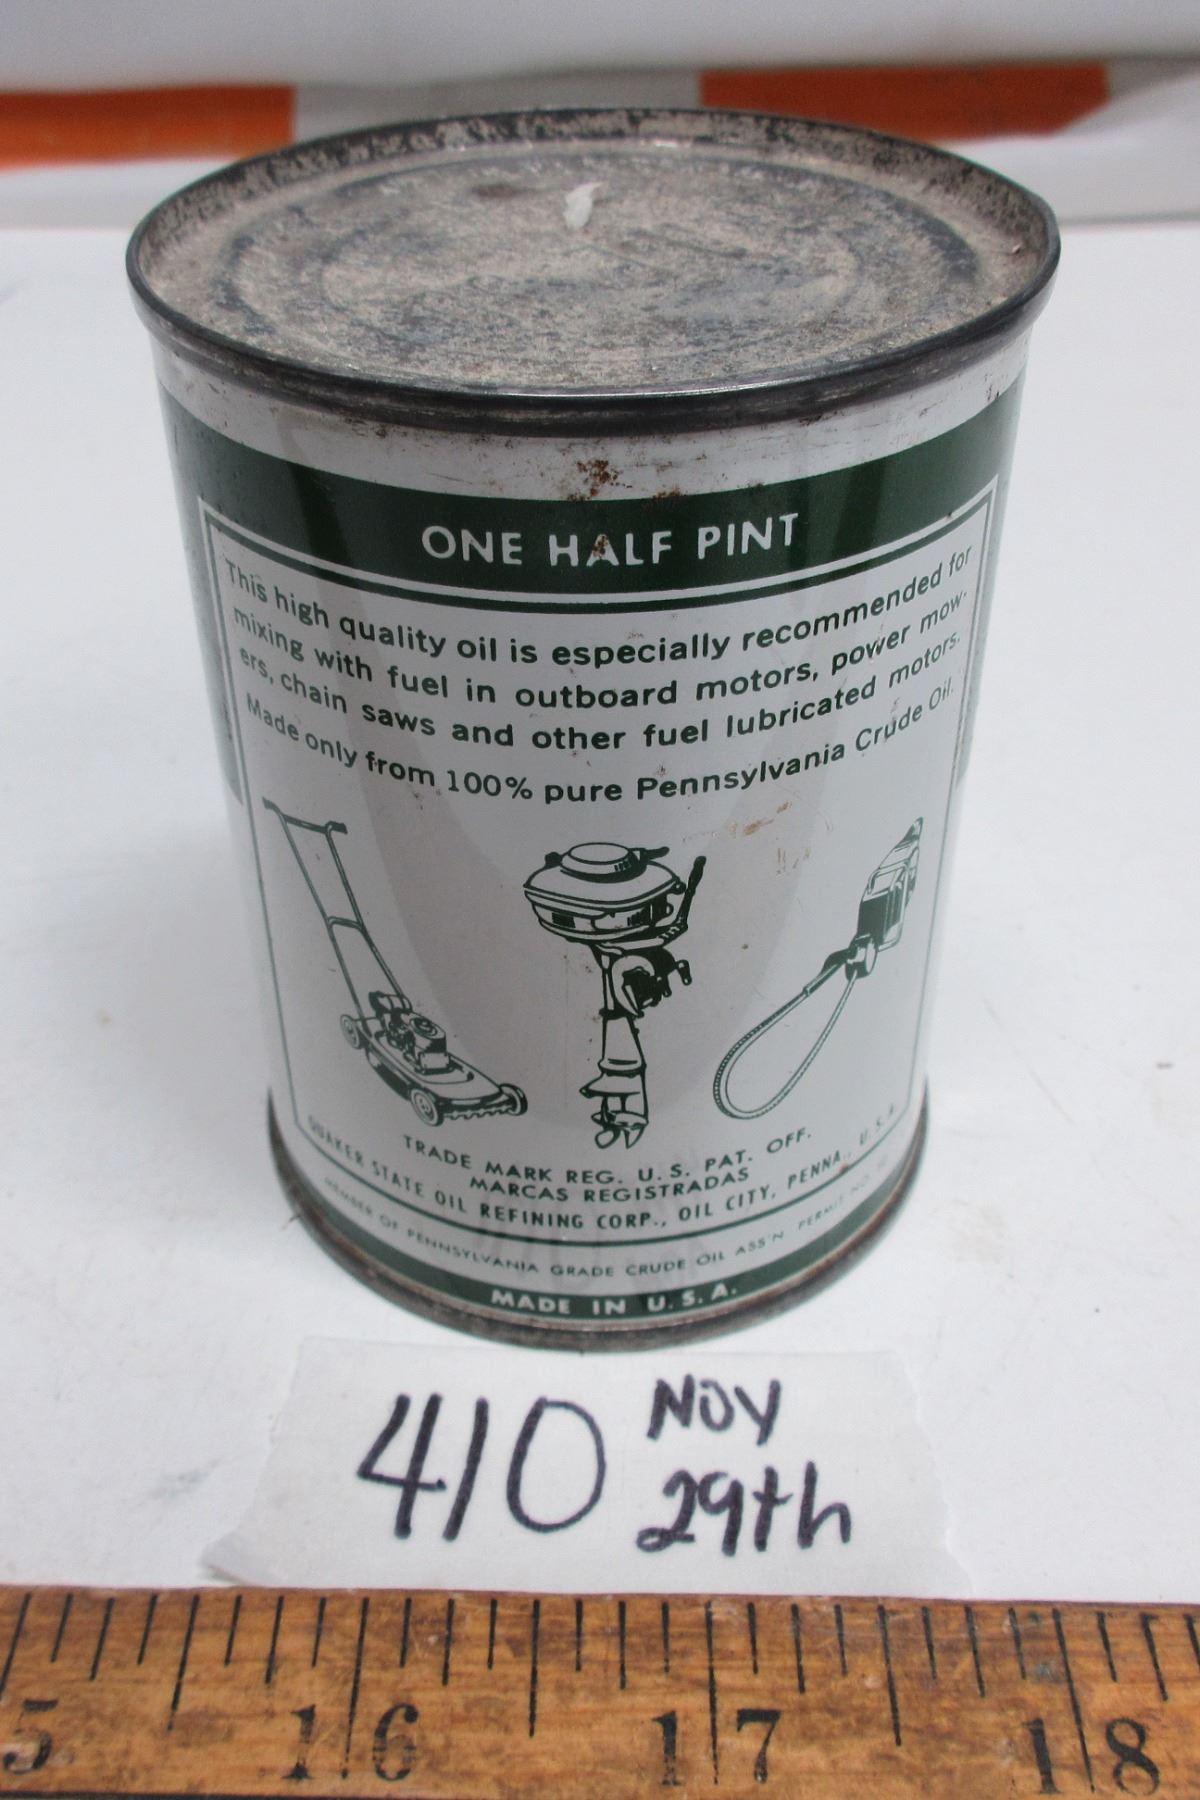 ONE HALF PINT
This high quality oil is especially recommended for
mixing with fuel in outboard motors, power mow-
ers, chain saws and other fuel lubricated motors.
Made only from 100% pure Pennsylvania Crude Oil.
TRADE MARK REG. U.S. PAT. OFF.
MARCAS REGISTRADAS
QUAKER STATE OIL REFINING CORP., OIL CITY, PENNA., U.S.A.
MEMBER OF PENNSYLVANIA GRADE CRUDE OIL ASS'N. PERMIT NO.
MADE IN U.S.A.
410 NOV
29th
5 16 17 18